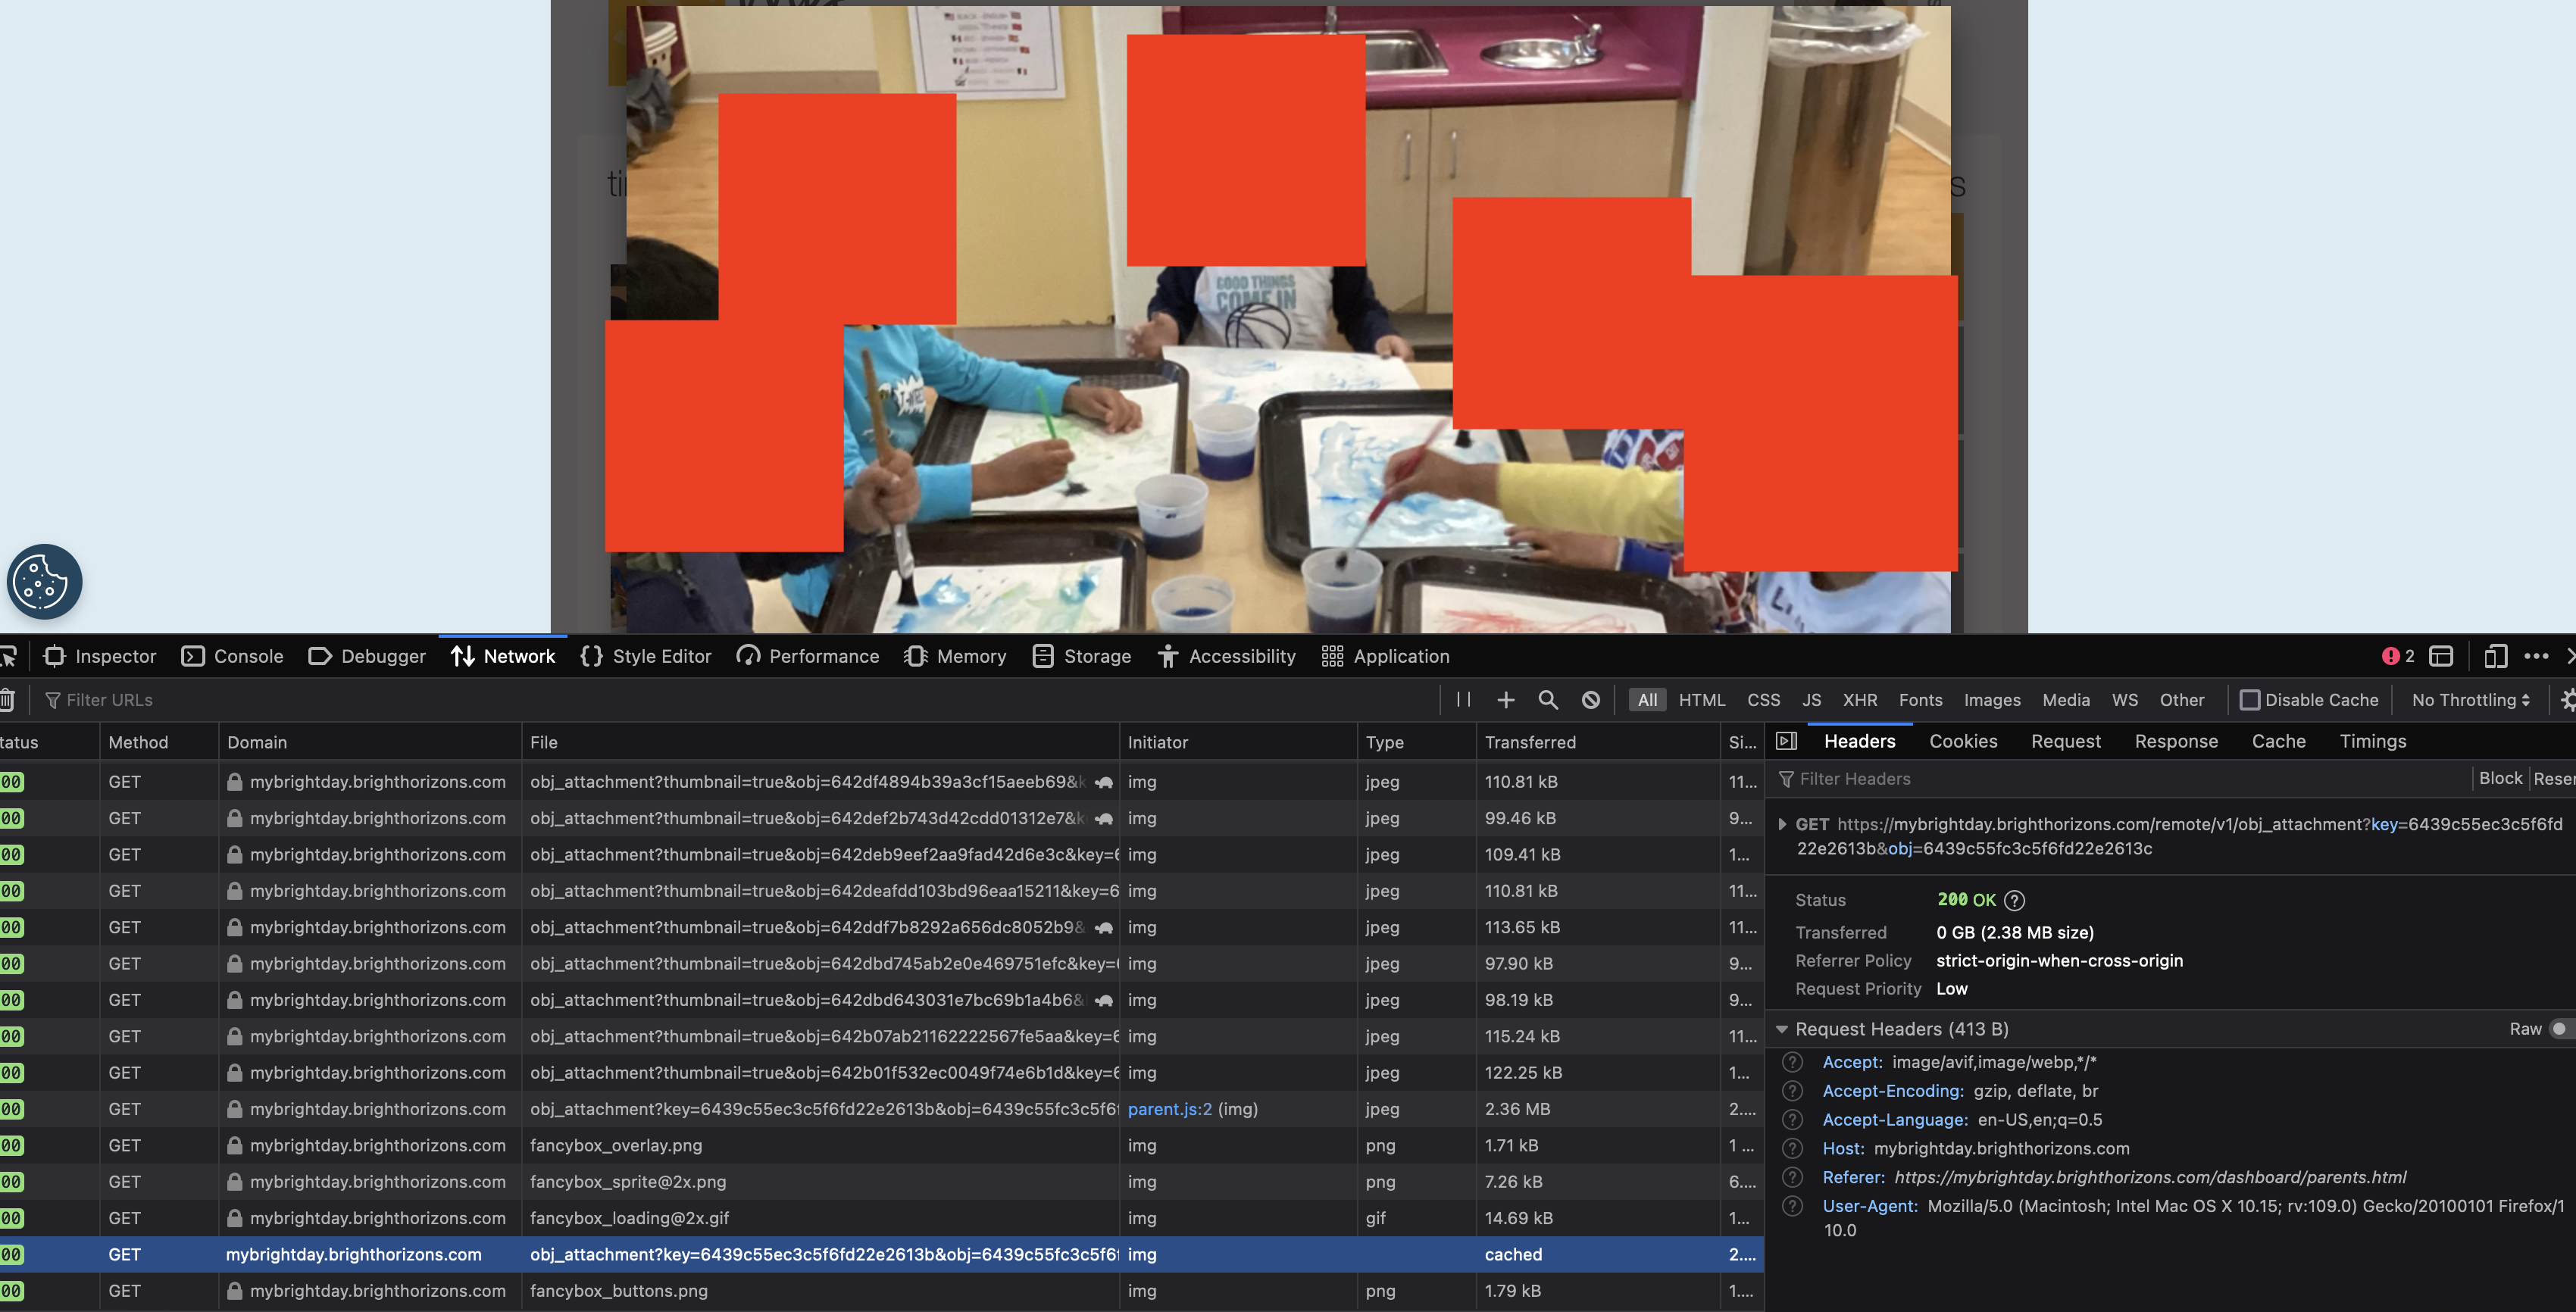 GOOD THINGS
COME IN
Inspector Console Debugger Network Style Editor Performance Memory Storage Accessibility Application 2
Filter URLs All HTML CSS JS XHR Fonts Images Media WS Other Disable Cache No Throttling
tatus Method Domain File Initiator Type Transferred Si...
00 GET mybrightday.brighthorizons.com obj_attachment?thumbnail=true&obj=642df4894b39a3cf15aeeb69&k img jpeg 110.81 kB 11...
00 GET mybrightday.brighthorizons.com obj_attachment?thumbnail=true&obj=642def2b743d42cdd01312e7&k img jpeg 99.46 kB 9...
00 GET mybrightday.brighthorizons.com obj_attachment?thumbnail=true&obj=642deb9eef2aa9fad42d6e3c&key=6 img jpeg 109.41 kB 1...
00 GET mybrightday.brighthorizons.com obj_attachment?thumbnail=true&obj=642deafdd103bd96eaa15211&key=6 img jpeg 110.81 kB 11...
00 GET mybrightday.brighthorizons.com obj_attachment?thumbnail=true&obj=642ddf7b8292a656dc8052b9& img jpeg 113.65 kB 11...
00 GET mybrightday.brighthorizons.com obj_attachment?thumbnail=true&obj=642dbd745ab2e0e469751efc&key=6 img jpeg 97.90 kB 9...
00 GET mybrightday.brighthorizons.com obj_attachment?thumbnail=true&obj=642dbd643031e7bc69b1a4b6& img jpeg 98.19 kB 9...
00 GET mybrightday.brighthorizons.com obj_attachment?thumbnail=true&obj=642b07ab21162222567fe5aa&key=6 img jpeg 115.24 kB 11...
00 GET mybrightday.brighthorizons.com obj_attachment?thumbnail=true&obj=642b01f532ec0049f74e6b1d&key=6 img jpeg 122.25 kB 1...
00 GET mybrightday.brighthorizons.com obj_attachment?key=6439c55ec3c5f6fd22e2613b&obj=6439c55fc3c5f6f parent.js:2 (img) jpeg 2.36 MB 2....
00 GET mybrightday.brighthorizons.com fancybox_overlay.png img png 1.71 kB 1 ...
00 GET mybrightday.brighthorizons.com fancybox_sprite@2x.png img png 7.26 kB 6....
00 GET mybrightday.brighthorizons.com fancybox_loading@2x.gif img gif 14.69 kB 1...
00 GET mybrightday.brighthorizons.com obj_attachment?key=6439c55ec3c5f6fd22e2613b&obj=6439c55fc3c5f6f img cached 2....
00 GET mybrightday.brighthorizons.com fancybox_buttons.png img png 1.79 kB 1....
Headers Cookies Request Response Cache Timings
Filter Headers Block Resen
GET https://mybrightday.brighthorizons.com/remote/v1/obj_attachment?key=6439c55ec3c5f6fd
22e2613b&obj=6439c55fc3c5f6fd22e2613c
Status 200 OK
Transferred 0 GB (2.38 MB size)
Referrer Policy strict-origin-when-cross-origin
Request Priority Low
Request Headers (413 B) Raw
Accept: image/avif,image/webp,*/*
Accept-Encoding: gzip, deflate, br
Accept-Language: en-US,en;q=0.5
Host: mybrightday.brighthorizons.com
Referer: https://mybrightday.brighthorizons.com/dashboard/parents.html
User-Agent: Mozilla/5.0 (Macintosh; Intel Mac OS X 10.15; rv:109.0) Gecko/20100101 Firefox/1
10.0